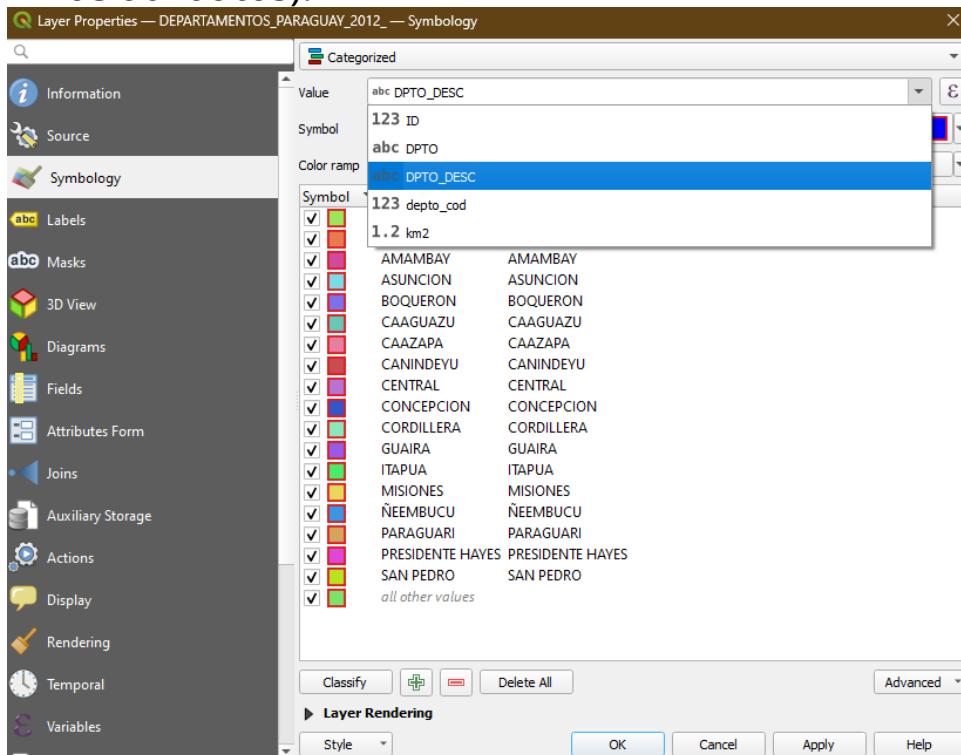 Layer Properties — DEPARTAMENTOS_PARAGUAY_2012_ — Symbology
Categorized
Information
Source
Symbology
Labels
Masks
3D View
Diagrams
Fields
Attributes Form
Joins
Auxiliary Storage
Actions
Display
Rendering
Temporal
Variables
Value abc DPTO_DESC ε
Symbol
Color ramp
123 ID
abc DPTO
abc DPTO_DESC
123 depto_cod
1.2 km2
Symbol
AMAMBAY AMAMBAY
ASUNCION ASUNCION
BOQUERON BOQUERON
CAAGUAZU CAAGUAZU
CAAZAPA CAAZAPA
CANINDEYU CANINDEYU
CENTRAL CENTRAL
CONCEPCION CONCEPCION
CORDILLERA CORDILLERA
GUAIRA GUAIRA
ITAPUA ITAPUA
MISIONES MISIONES
ÑEEMBUCU ÑEEMBUCU
PARAGUARI PARAGUARI
PRESIDENTE HAYES PRESIDENTE HAYES
SAN PEDRO SAN PEDRO
all other values
Classify Delete All Advanced
Layer Rendering
Style OK Cancel Apply Help